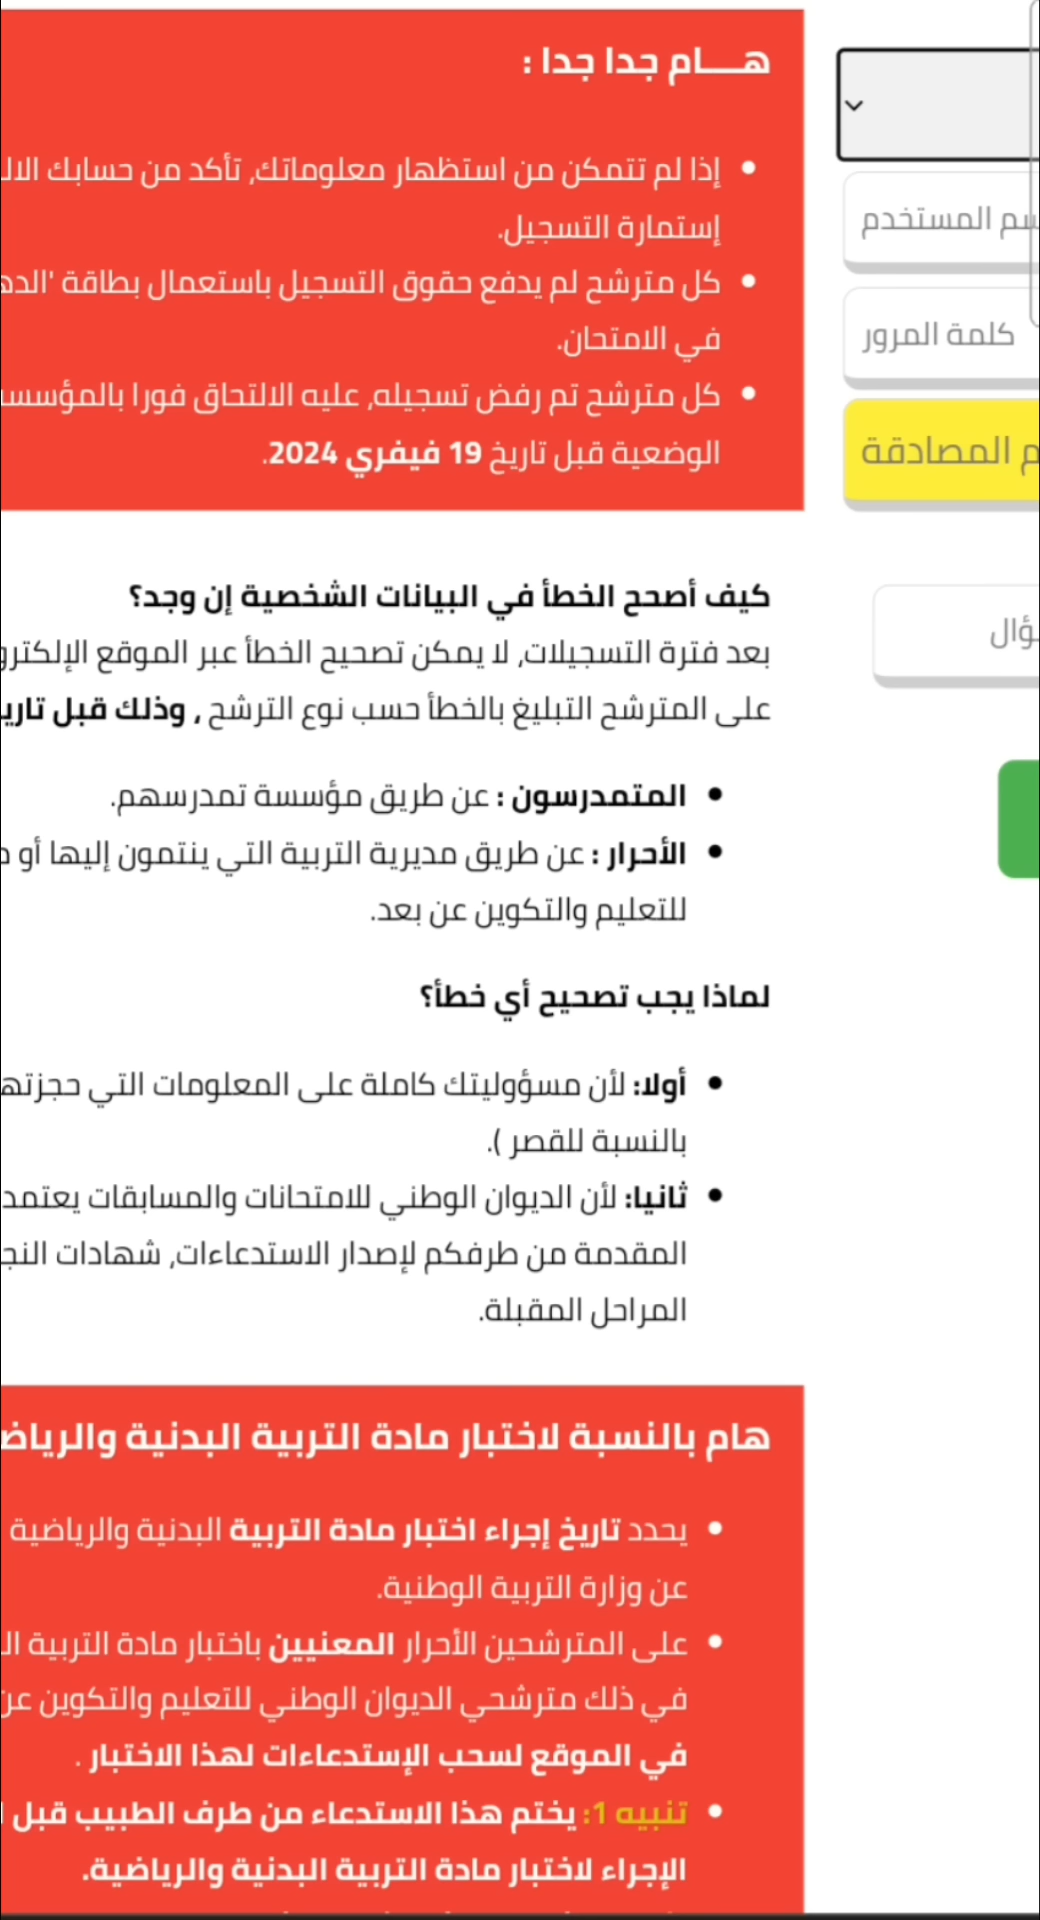 هـــام جدا جدا :
إذا لم تتمكن من استظهار معلوماتك, تأكد من حسابك
إستمارة التسجيل.
كل مترشح لم يدفع حقوق التسجيل باستعمال بطاقة
في الامتحان.
كل مترشح تم رفض تسجيله, عليه الالتحاق فورا
الوضعية قبل تاريخ 19 فيفري 2024.
المستخدم
كلمة المرور
المصادقة
كيف أصحح الخطأ في البيانات الشخصية إن وجد؟
بعد فترة التسجيلات, لا يمكن تصحيح الخطأ عبر الموقع
على المترشح التبليغ بالخطأ حسب نوع الترشح , وذلك قبل
المتمدرسون : عن طريق مؤسسة تمدرسهم.
الأحرار : عن طريق مديرية التربية التي ينتمون إليها أو
للتعليم والتكوين عن بعد.
لماذا يجب تصحيح أي خطأ؟
أولا: لأن مسؤوليتك كاملة على المعلومات التي
بالنسبة للقصر ).
ثانيا: لأن الديوان الوطني للامتحانات والمسابقات يعتمد
المقدمة من طرفكم لإصدار الاستدعاءات, شهادات
المراحل المقبلة.
هام بالنسبة لاختبار مادة التربية البدنية
يحدد تاريخ إجراء اختبار مادة التربية البدنية والرياضية
عن وزارة التربية الوطنية.
على المترشحين الأحرار المعنيين باختبار مادة التربية
في ذلك مترشحي الديوان الوطني للتعليم والتكوين
في الموقع لسحب الإستدعاءات لهذا الاختبار .
تنبيه 1: يختم هذا الاستدعاء من طرف الطبيب قبل
الإجراء لاختبار مادة التربية البدنية والرياضية.